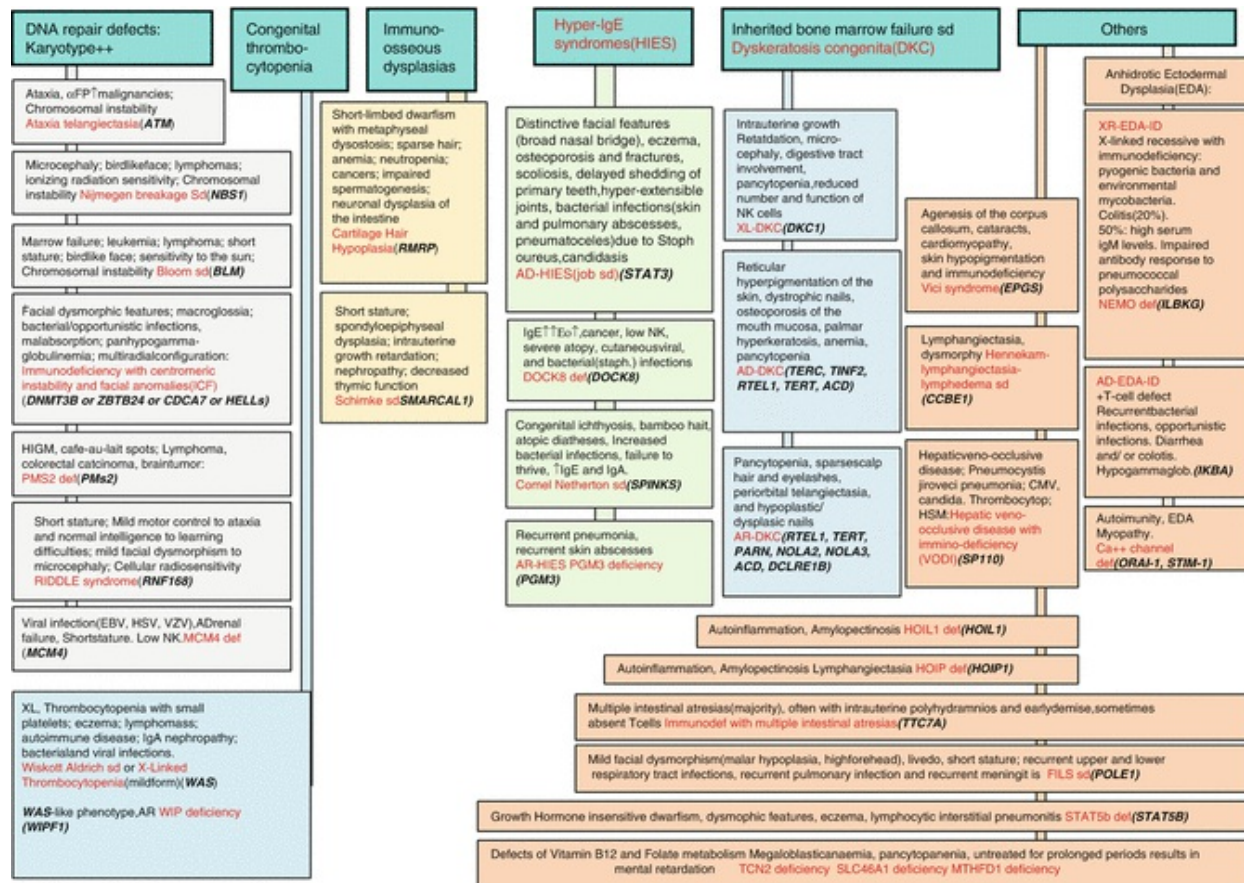 DNA repair defects:
Karyotype++
Ataxia, αFP↑malignancies;
Chromosomal instability
Ataxia telangiectasia(ATM)
Microcephaly; birdlikeface; lymphomas,
ionizing radiation sensitivity; Chromosomal
instability Nijmegen breakage Sd(NBS1)
Marrow failure; leukemia; lymphoma; short
stature; birdlike face; sensitivity to the sun;
Chromosomal instability Bloom sd(BLM)
Facial dysmorphic features; macroglossia;
bacterial/opportunistic infections,
malabsorption; panhypogamma-
globulinemia; multiradialconfiguration:
Immunodeficiency with centromeric
instability and facial anomalies(ICF)
(DNMT3B or ZBTB24 or CDCA7 or HELLs)
HIGM, cafe-au-lait spots; Lymphoma,
colorectal catcinoma, braintumor:
PMS2 def(PMs2)
Short stature; Mild motor control to ataxia
and normal intelligence to learning
difficulties; mild facial dysmorphism to
microcephaly; Cellular radiosensitivity
RIDDLE syndrome(RNF168)
Viral infection(EBV, HSV, VZV),ADrenal
failure, Shortstature. Low NK.MCM4 def
(MCM4)
Congenital
thrombo-
cytopenia
XL, Thrombocytopenia with small
platelets; eczema; lymphomass;
autoimmune disease; IgA nephropathy;
bacterialand viral infections.
Wiskott Aldrich sd or X-Linked
Thrombocytopenia(mildform)(WAS)
WAS-like phenotype,AR WIP deficiency
(WIPF1)
Immuno-
osseous
dysplasias
Short-limbed dwarfism
with metaphyseal
dysostosis; sparse hair;
anemia; neutropenia;
cancers; impaired
spermatogenesis;
neuronal dysplasia of
the intestine
Cartilage Hair
Hypoplasia(RMRP)
Short stature;
spondyloepiphyseal
dysplasia; intrauterine
growth retardation;
nephropathy; decreased
thymic function
Schimke sdSMARCAL1
Hyper-IgE
syndromes(HIES)
Distinctive facial features
(broad nasal bridge), eczema,
osteoporosis and fractures,
scoliosis, delayed shedding of
primary teeth,hyper-extensible
joints, bacterial infections(skin
and pulmonary abscesses,
pneumatoceles)due to Stoph
oureus,candidasis
AD-HIES(job sd)(STAT3)
IgE↑↑Eo↑,cancer, low NK,
severe atopy, cutaneousviral,
and bacterial(staph.) infections
DOCK8 def(DOCK8)
Congenital ichthyosis, bamboo hait,
atopic diatheses, Increased
bacterial infections, failure to
thrive, ↑IgE and IgA.
Comel Netherton sd(SPINKS)
Recurrent pneumonia,
recurrent skin abscesses
AR-HIES PGM3 deficiency
(PGM3)
Inherited bone marrow failure sd
Dyskeratosis congenita(DKC)
Intrauterine growth
Retatdation, micro-
cephaly, digestive tract
involvement,
pancytopenia,reduced
number and function of
NK cells
XL-DKC(DKC1)
Reticular
hyperpigmentation of the
skin, dystrophic nails,
osteoporosis of the
mouth mucosa, palmar
hyperkeratosis, anemia,
pancytopenia
AD-DKC(TERC, TINF2,
RTEL1, TERT, ACD)
Pancytopenia, sparsescalp
hair and eyelashes,
periorbital telangiectasia,
and hypoplastic/
dysplasic nails
AR-DKC(RTEL1, TERT,
PARN, NOLA2, NOLA3,
ACD, DCLRE1B)
Others
Agenesis of the corpus
callosum, cataracts,
cardiomyopathy,
skin hypopigmention
and immunodeficiency
Vici syndrome(EPGS)
Lymphangiectasia,
dysmorphy Hennekam-
lymphangiectasia-
lymphedema sd
(CCBE1)
Hepaticveno-occlusive
disease; Pneumocystis
jiroveci pneumonia; CMV,
candida. Thrombocytop;
HSM:Hepatic veno-
occlusive disease with
immino-deficiency
(VODI)(SP110)
Anhidrotic Ectodermal
Dysplasia(EDA):
XR-EDA-ID
X-linked recessive with
immunodeficiency:
pyogenic bacteria and
environmental
mycobacteria.
Colitis(20%).
50%: high serum
igM levels. Impaired
antibody response to
pneumococcal
polysaccharides
NEMO def(ILBKG)
AD-EDA-ID
+T-cell defect
Recurrentbacterial
infections, opportinistic
infections. Diarrhea
and/ or colotis.
Hypogammaglob.(IKBA)
Autoimunity, EDA
Myopathy.
Ca++ channel
def(ORAI-1, STIM-1)
Autoinflammation, Amylopectinosis HOIL1 def(HOIL1)
Autoinflammation, Amylopectinosis Lymphangiectasia HOIP def(HOIP1)
Multiple intestinal atresias(majority), often with intrauterine polyhydramnios and earlydemise,sometimes
absent Tcells Immunodef with multiple intestinal atresias(TTC7A)
Mild facial dysmorphism(malar hypoplasia, highforehead), livedo, short stature; recurrent upper and lower
respiratory tract infections, recurrent pulmonary infection and recurrent meningit is FILS sd(POLE1)
Growth Hormone insensitive dwarfism, dysmophic features, eczema, lymphocytic interstitial pneumonitis STAT5b def(STAT5B)
Defects of Vitamin B12 and Folate metabolism Megaloblasticanaemia, pancytopanenia, untreated for prolonged periods results in
mental retardation TCN2 deficiency SLC46A1 deficiency MTHFD1 deficiency